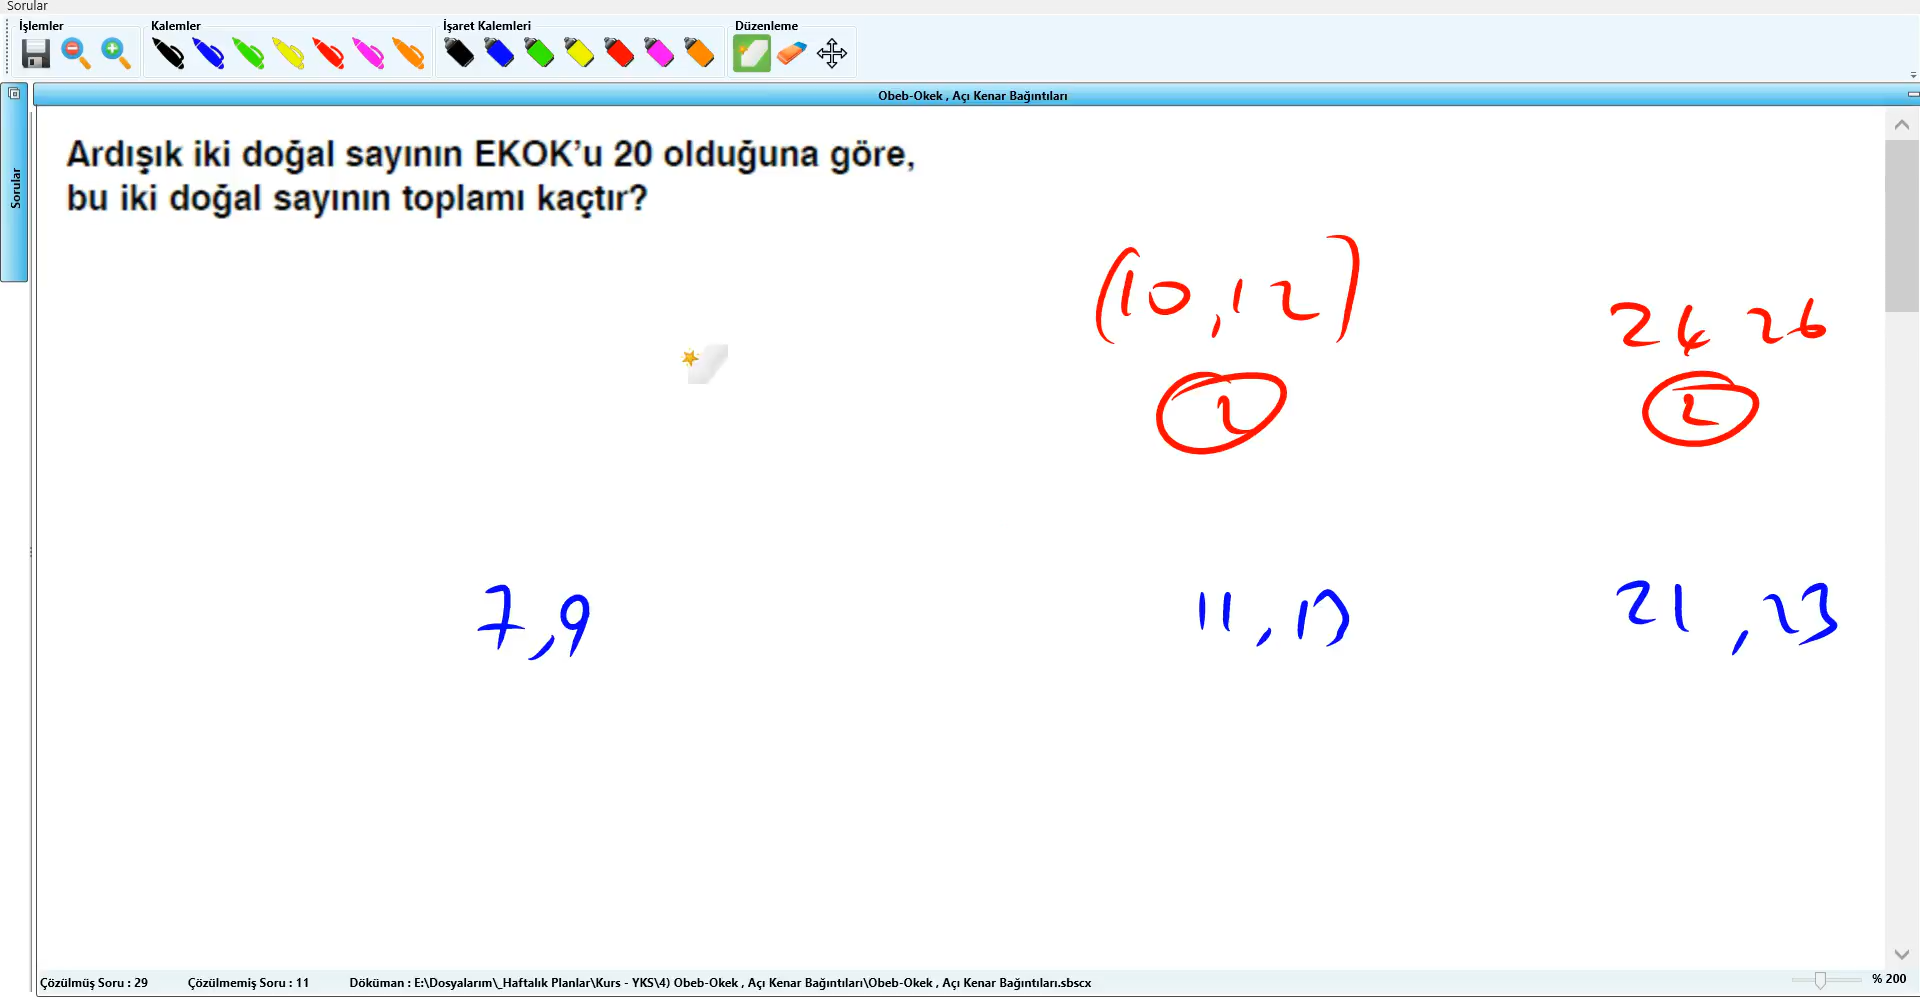 Sorular
İşlemler
Kalemler
İşaret Kalemleri
Düzenleme
Obeb-Okek , Açı Kenar Bağıntıları
Sorular
Ardışık iki doğal sayının EKOK'u 20 olduğuna göre,
bu iki doğal sayının toplamı kaçtır?
(10,12)
24 26
2
2
7,9
11,13
21,23
Çözülmüş Soru : 29
Çözülmemiş Soru : 11
Döküman : E:\Dosyalarım\_Haftalık Planlar\Kurs - YKS\4) Obeb-Okek , Açı Kenar Bağıntıları\Obeb-Okek , Açı Kenar Bağıntıları.sbscx
% 200